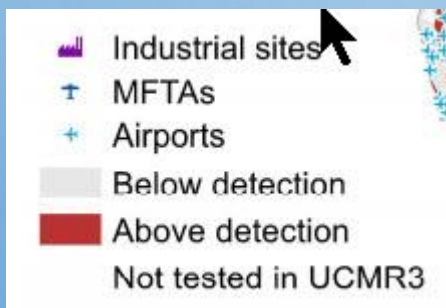 Industrial sites
MFTAs
Airports
Below detection
Above detection
Not tested in UCMR3